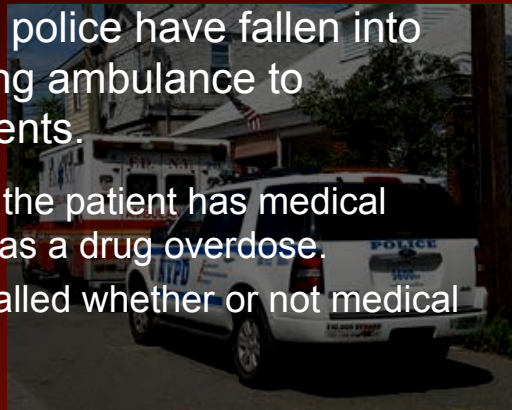 police have fallen into
ng ambulance to
ents.
the patient has medical
as a drug overdose.
alled whether or not medical
F.D.N.Y.
POLICE
NYPD